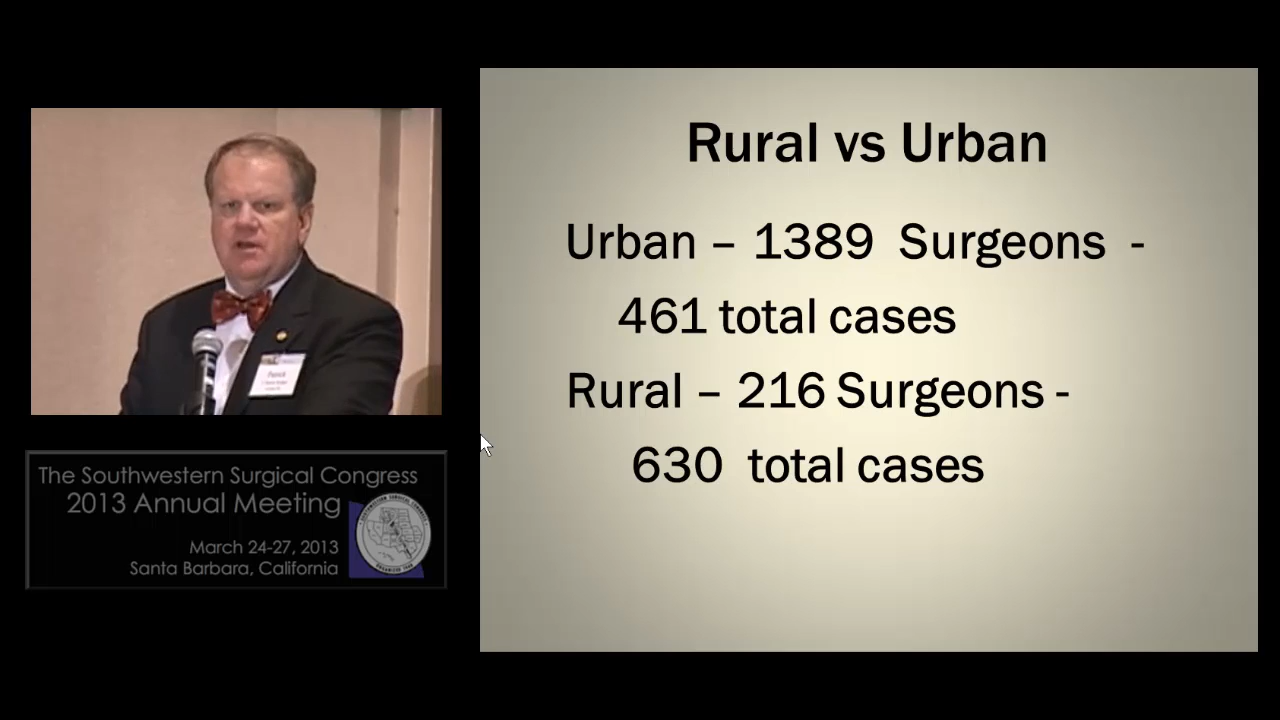 Rural vs Urban
Urban – 1389 Surgeons -
461 total cases
Rural – 216 Surgeons -
630 total cases
The Southwestern Surgical Congress
2013 Annual Meeting
March 24-27, 2013
Santa Barbara, California